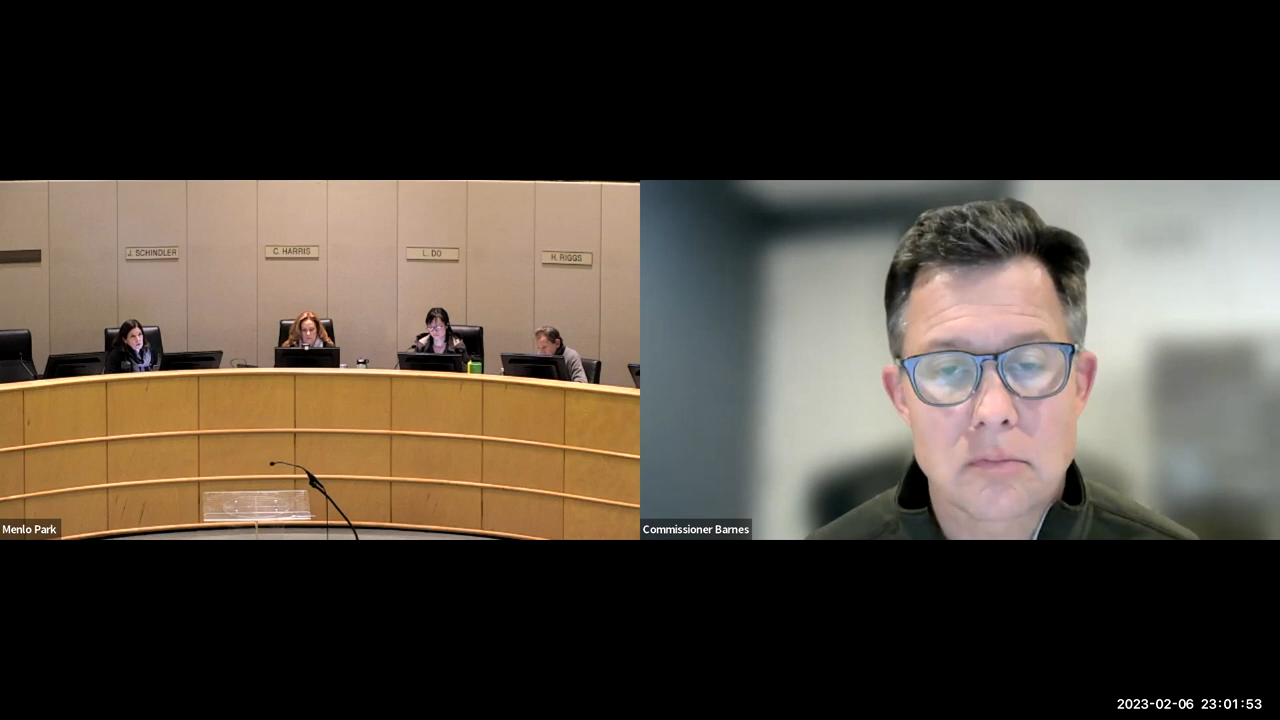 J. SCHINDLER
C. HARRIS
L. DO
H. RIGGS
Menlo Park
Commissioner Barnes
2023-02-06 23:01:53